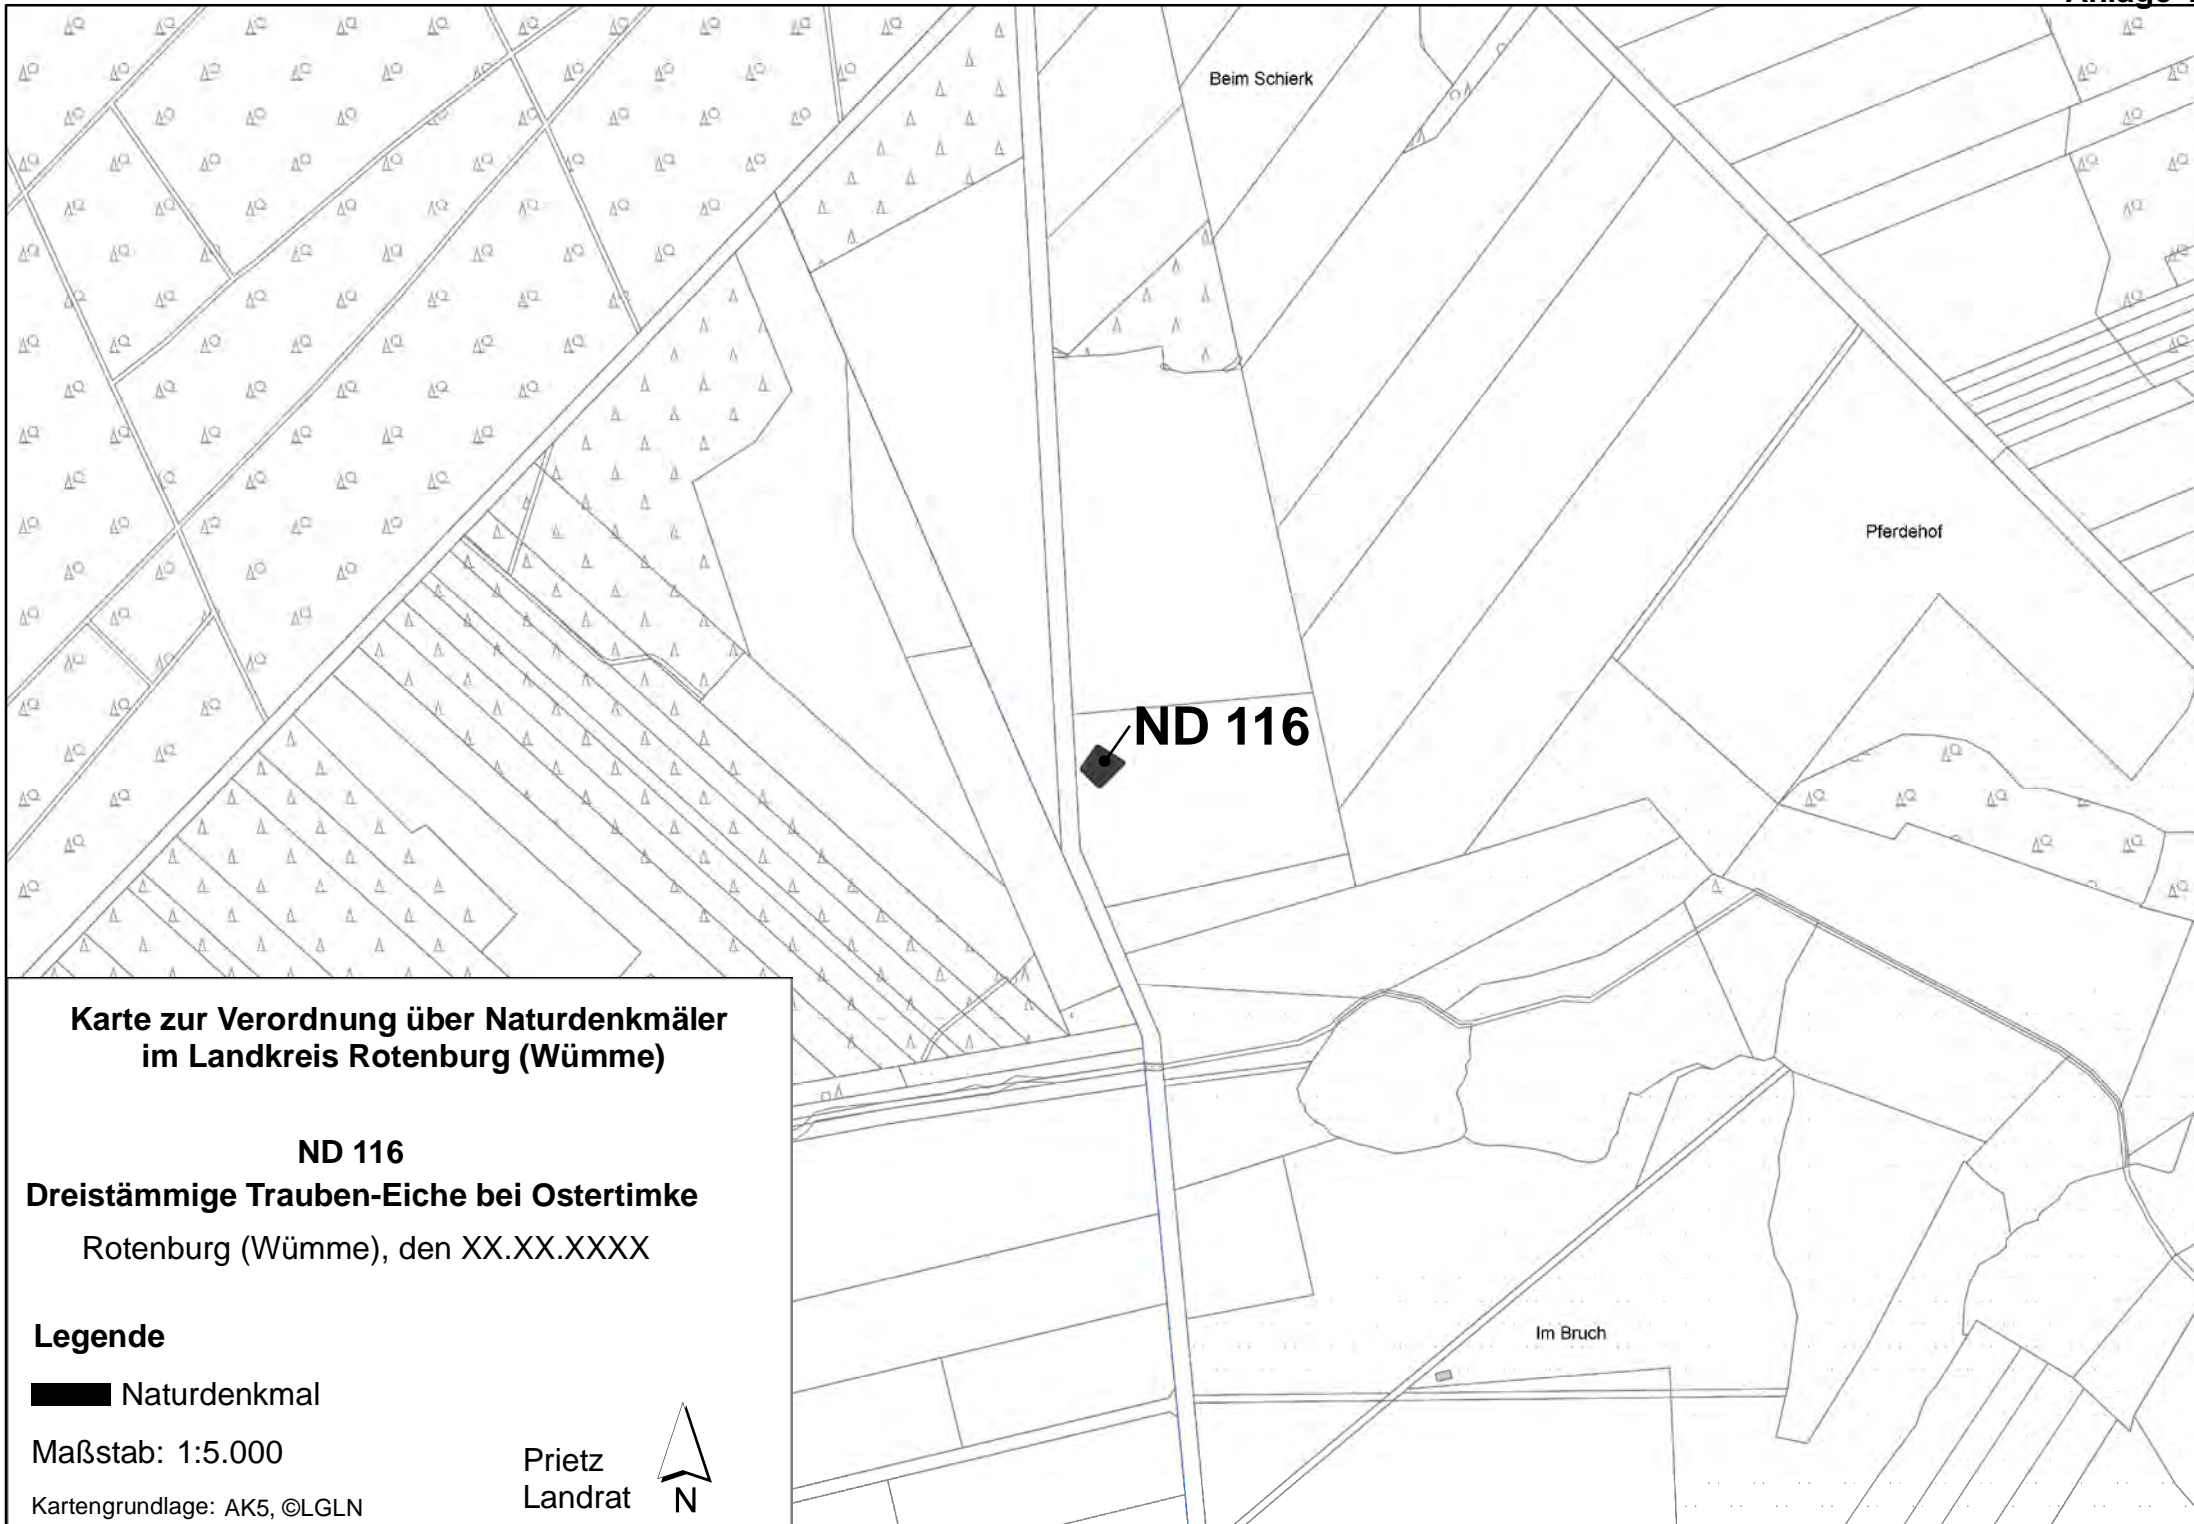 Beim Schierk
Pferdehof
ND 116
Karte zur Verordnung über Naturdenkmäler
im Landkreis Rotenburg (Wümme)
ND 116
Dreistämmige Trauben-Eiche bei Ostertimke
Rotenburg (Wümme), den XX.XX.XXXX
Legende
Naturdenkmal
Maßstab: 1:5.000
Kartengrundlage: AK5, ©LGLN
Prietz
Landrat
N
Im Bruch